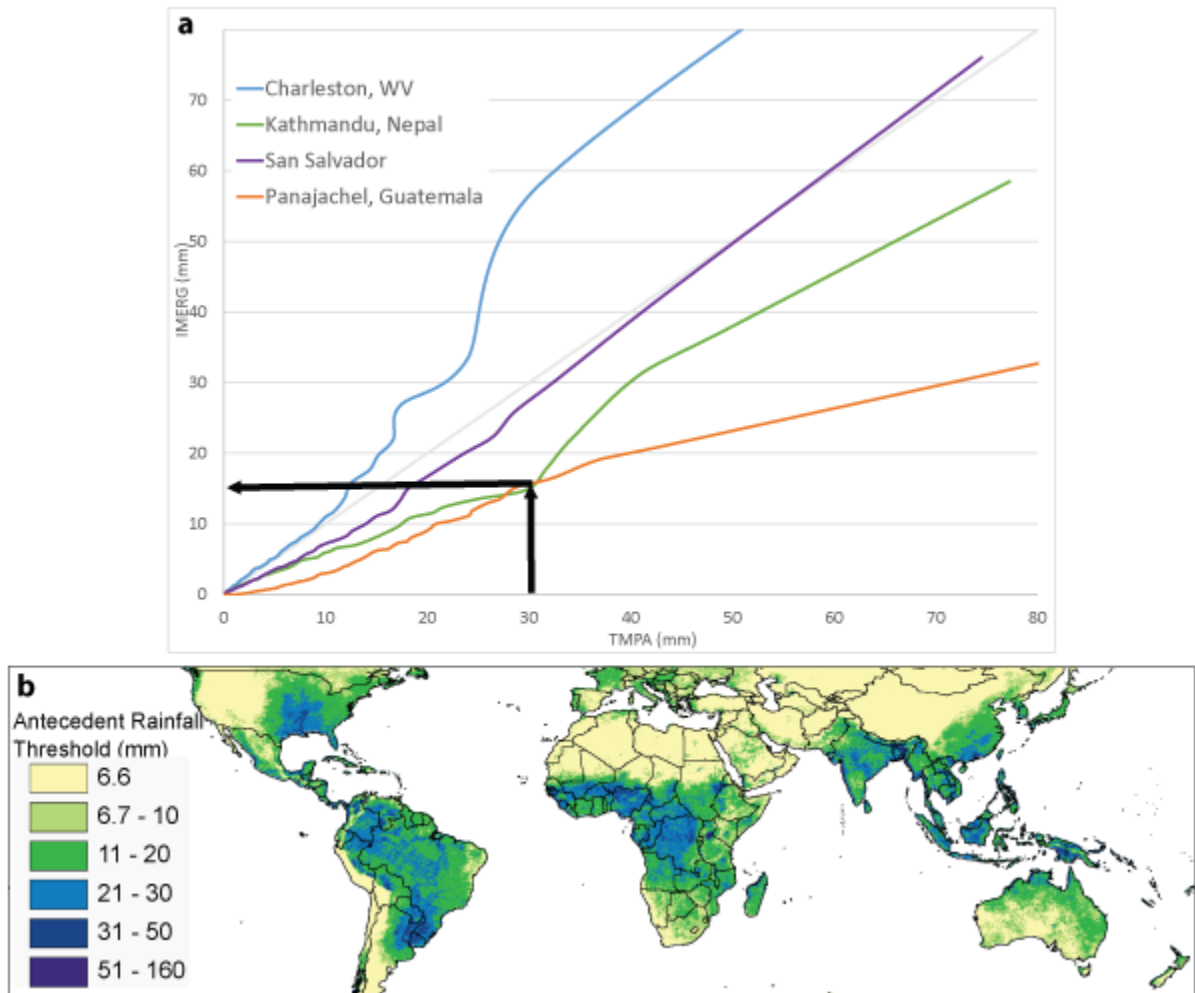 a
Charleston, WV
Kathmandu, Nepal
San Salvador
Panajachel, Guatemala
70
60
50
40
30
20
10
0
IMERG (mm)
0 10 20 30 40 50 60 70 80
TMPA (mm)
b
Antecedent Rainfall
Threshold (mm)
6.6
6.7 - 10
11 - 20
21 - 30
31 - 50
51 - 160